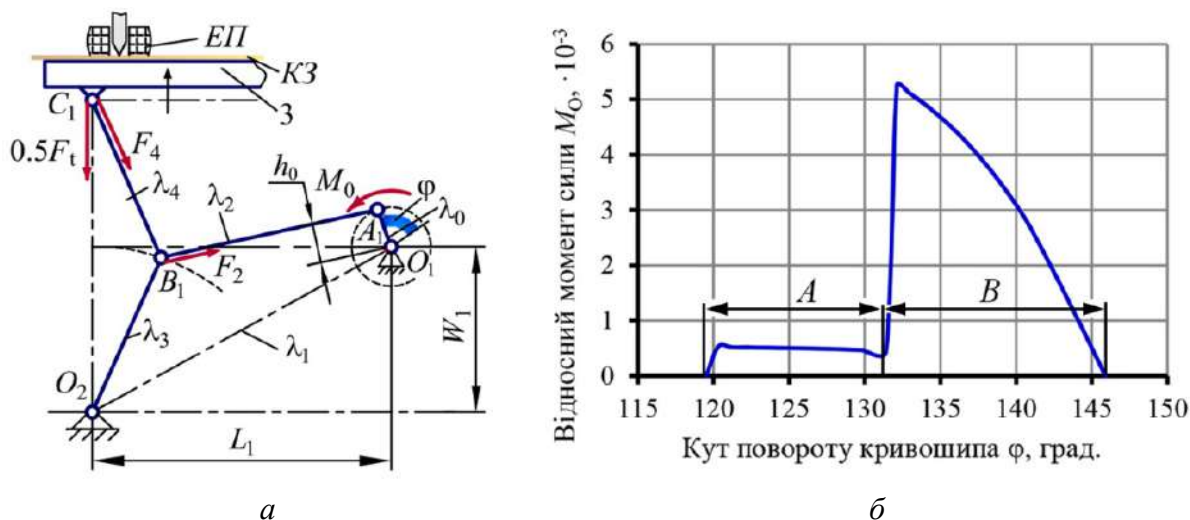 ЕП
КЗ
3
C₁
0.5Fₜ
F₄
h₀
M₀
φ
λ₀
λ₄
λ₂
A₁
O₁
B₁
F₂
W₁
λ₃
λ₁
O₂
L₁
а
Відносний момент сили Mₒ, ·10⁻³
6
5
4
3
2
1
0
A
B
115 120 125 130 135 140 145 150
Кут повороту кривошипа φ, град.
б